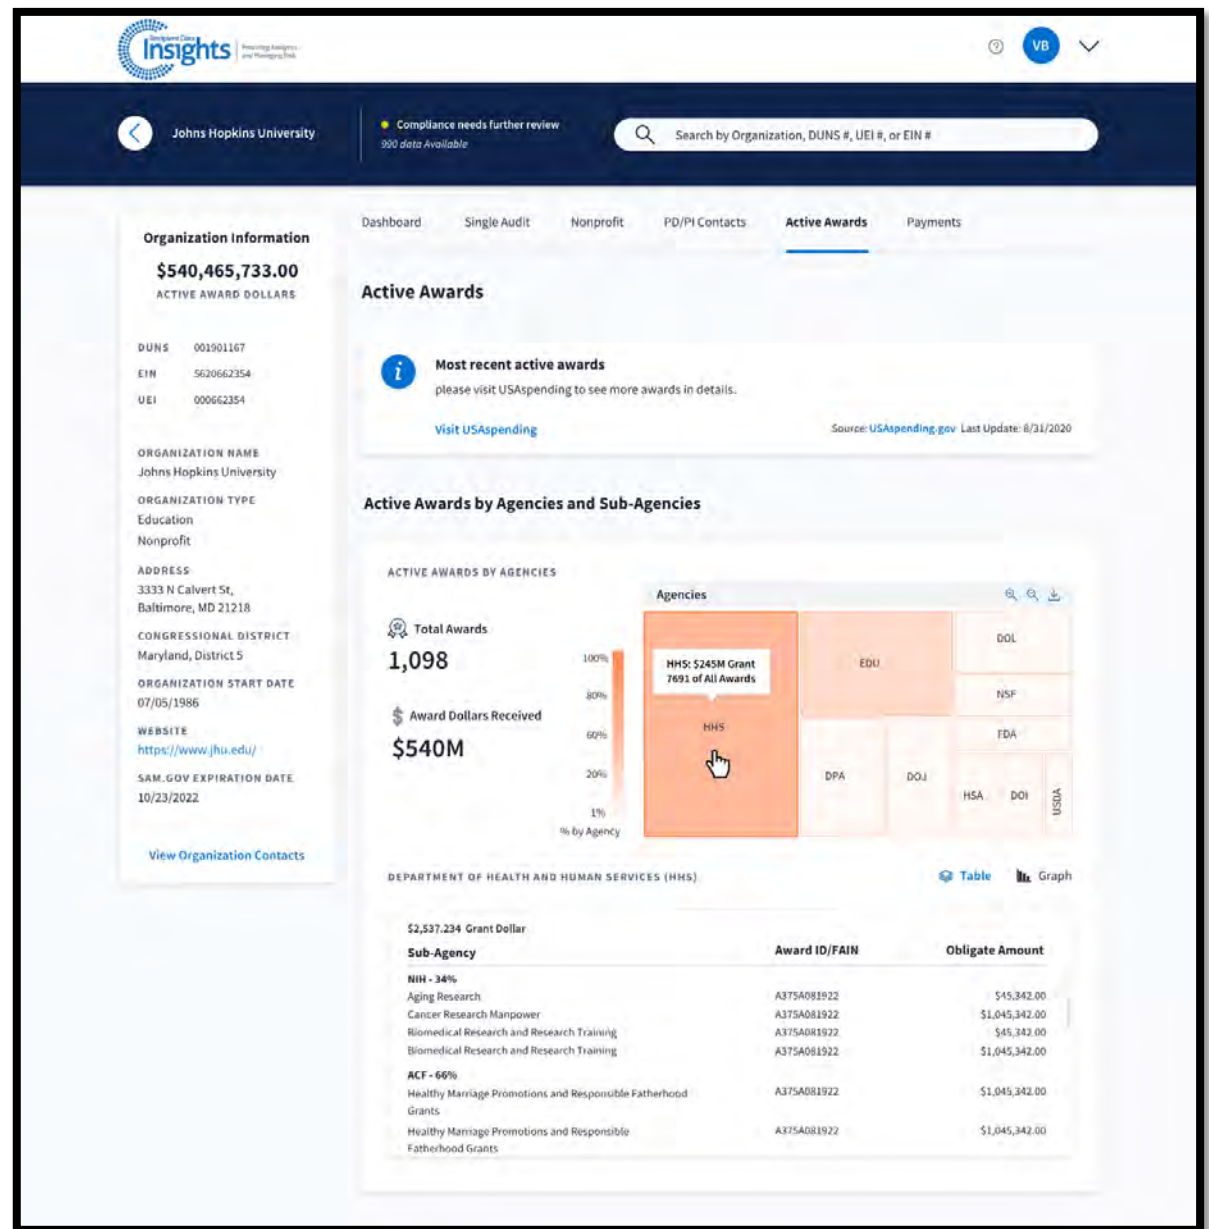 Recipient Data
Insights
Promoting Analytics
and Managing Risk
VB
Johns Hopkins University
Compliance needs further review
990 data Available
Search by Organization, DUNS #, UEI #, or EIN #
Organization Information
$540,465,733.00
ACTIVE AWARD DOLLARS
DUNS 001901167
EIN 5620662354
UEI 000662354
ORGANIZATION NAME
Johns Hopkins University
ORGANIZATION TYPE
Education
Nonprofit
ADDRESS
3333 N Calvert St,
Baltimore, MD 21218
CONGRESSIONAL DISTRICT
Maryland, District 5
ORGANIZATION START DATE
07/05/1986
WEBSITE
https://www.jhu.edu/
SAM.GOV EXPIRATION DATE
10/23/2022
View Organization Contacts
Dashboard Single Audit Nonprofit PD/PI Contacts Active Awards Payments
Active Awards
Most recent active awards
please visit USAspending to see more awards in details.
Visit USAspending
Source: USAspending.gov Last Update: 8/31/2020
Active Awards by Agencies and Sub-Agencies
ACTIVE AWARDS BY AGENCIES
Total Awards
1,098
Award Dollars Received
$540M
100%
80%
60%
20%
1%
% by Agency
Agencies
HHS: $245M Grant
7691 of All Awards
HHS
EDU
DOL
NSF
FDA
DPA
DOJ
HSA
DOI
USDA
DEPARTMENT OF HEALTH AND HUMAN SERVICES (HHS)
Table Graph
$2,537.234 Grant Dollar
Sub-Agency Award ID/FAIN Obligate Amount
NIH - 34%
Aging Research A375A081922 $45,342.00
Cancer Research Manpower A375A081922 $1,045,342.00
Biomedical Research and Research Training A375A081922 $45,342.00
Biomedical Research and Research Training A375A081922 $1,045,342.00
ACF - 66%
Healthy Marriage Promotions and Responsible Fatherhood A375A081922 $1,045,342.00
Grants
Healthy Marriage Promotions and Responsible A375A081922 $1,045,342.00
Fatherhood Grants